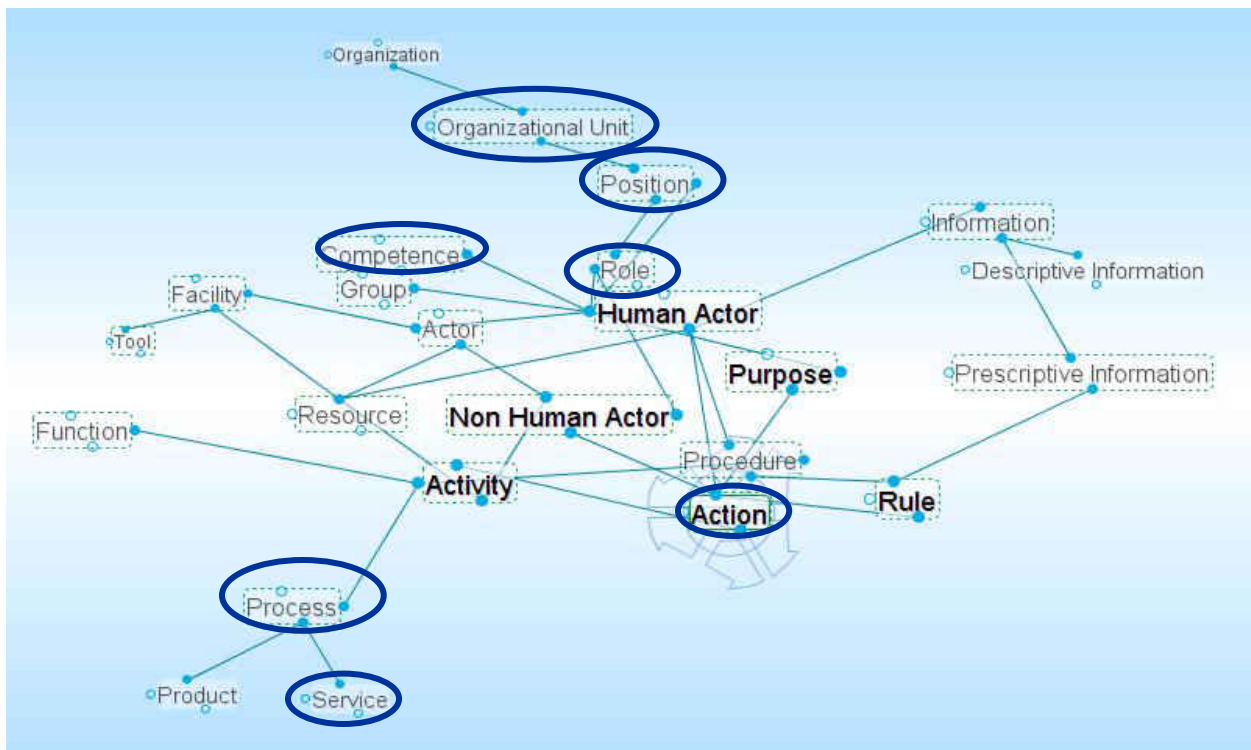 Organization
Organizational Unit
Position
Information
Competence
Role
Descriptive Information
Facility
Group
Human Actor
Actor
Tool
Purpose
Prescriptive Information
Resource
Non Human Actor
Function
Procedure
Activity
Rule
Action
Process
Product
Service